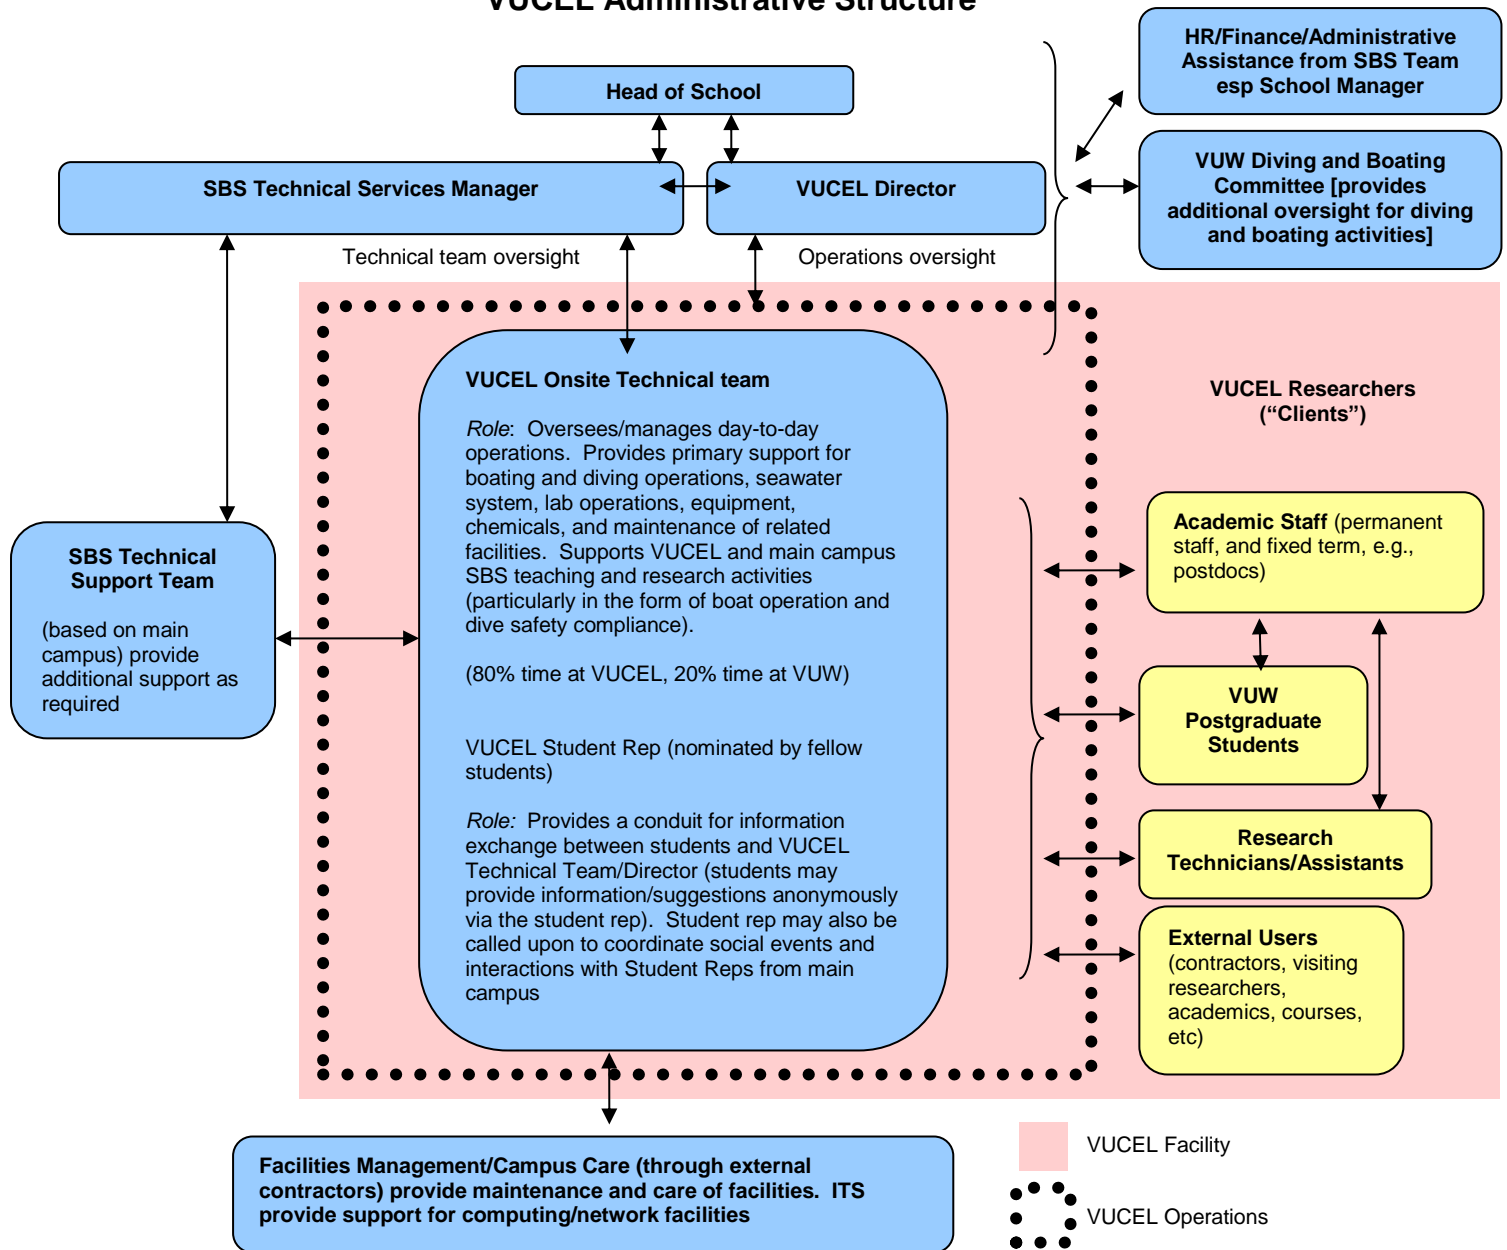 VUCEL Administrative Structure
HR/Finance/Administrative
Assistance from SBS Team
esp School Manager
Head of School
VUW Diving and Boating
Committee [provides
additional oversight for diving
and boating activities]
SBS Technical Services Manager
VUCEL Director
Technical team oversight
Operations oversight
VUCEL Onsite Technical team
Role:  Oversees/manages day-to-day
operations.  Provides primary support for
boating and diving operations, seawater
system, lab operations, equipment,
chemicals, and maintenance of related
facilities.  Supports VUCEL and main campus
SBS teaching and research activities
(particularly in the form of boat operation and
dive safety compliance).
(80% time at VUCEL, 20% time at VUW)
VUCEL Student Rep (nominated by fellow
students)
Role:  Provides a conduit for information
exchange between students and VUCEL
Technical Team/Director (students may
provide information/suggestions anonymously
via the student rep).  Student rep may also be
called upon to coordinate social events and
interactions with Student Reps from main
campus
SBS Technical
Support Team
(based on main
campus) provide
additional support as
required
VUCEL Researchers
(“Clients”)
Academic Staff (permanent
staff, and fixed term, e.g.,
postdocs)
VUW
Postgraduate
Students
Research
Technicians/Assistants
External Users
(contractors, visiting
researchers,
academics, courses,
etc)
Facilities Management/Campus Care (through external
contractors) provide maintenance and care of facilities.  ITS
provide support for computing/network facilities
VUCEL Facility
VUCEL Operations